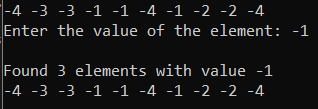 -4 -3 -3 -1 -1 -4 -1 -2 -2 -4
Enter the value of the element: -1
Found 3 elements with value -1
-4 -3 -3 -1 -1 -4 -1 -2 -2 -4